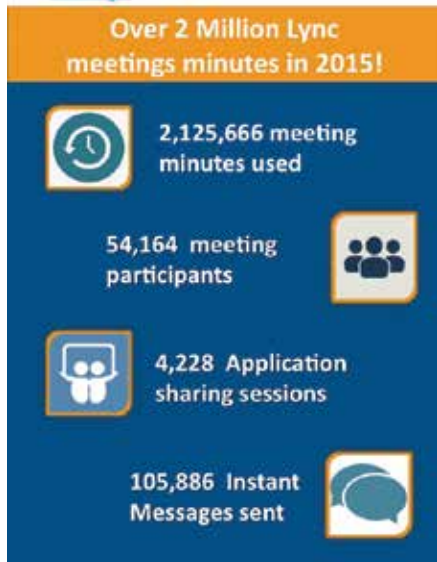 Over 2 Million Lync
meetings minutes in 2015!
2,125,666 meeting
minutes used
54,164 meeting
participants
4,228 Application
sharing sessions
105,886 Instant
Messages sent